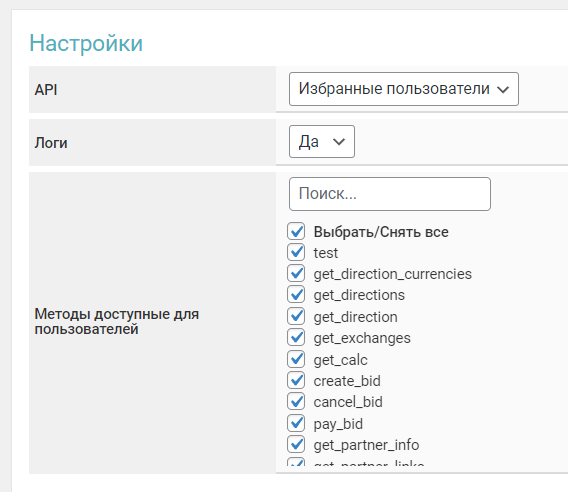 Настройки
API
Избранные пользователи
Логи
Да
Методы доступные для
пользователей
Поиск...
Выбрать/Снять все
test
get_direction_currencies
get_directions
get_direction
get_exchanges
get_calc
create_bid
cancel_bid
pay_bid
get_partner_info
get_partner_links